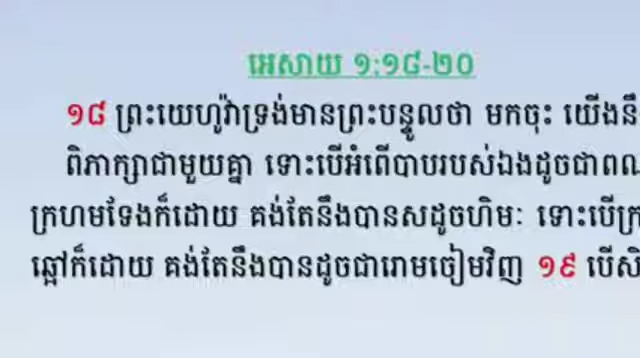 អេសាយ ១:១៨-២០
១៨ ព្រះយេហូវ៉ាទ្រង់មានព្រះបន្ទូលថា មកចុះ យើងនឹ
ពិភាក្សាជាមួយគ្នា ទោះបើអំពើបាបរបស់ឯងដូចជាពណ
ក្រហមទែងក៏ដោយ គង់តែនឹងបានសដូចហិមៈ ទោះបើក្រ
ឆ្អៅក៏ដោយ គង់តែនឹងបានដូចជារោមចៀមវិញ ១៩ បើសិ